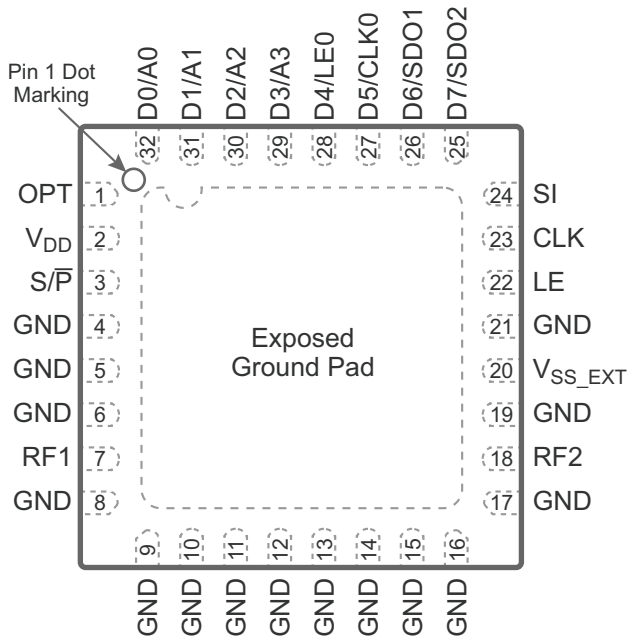 Pin 1 Dot
Marking
D0/A0
D1/A1
D2/A2
D3/A3
D4/LE0
D5/CLK0
D6/SDO1
D7/SDO2
32
31
30
29
28
27
26
25
OPT 1
V_DD 2
S/P̅ 3
GND 4
GND 5
GND 6
RF1 7
GND 8
Exposed
Ground Pad
24 SI
23 CLK
22 LE
21 GND
20 V_SS_EXT
19 GND
18 RF2
17 GND
9
10
11
12
13
14
15
16
GND
GND
GND
GND
GND
GND
GND
GND